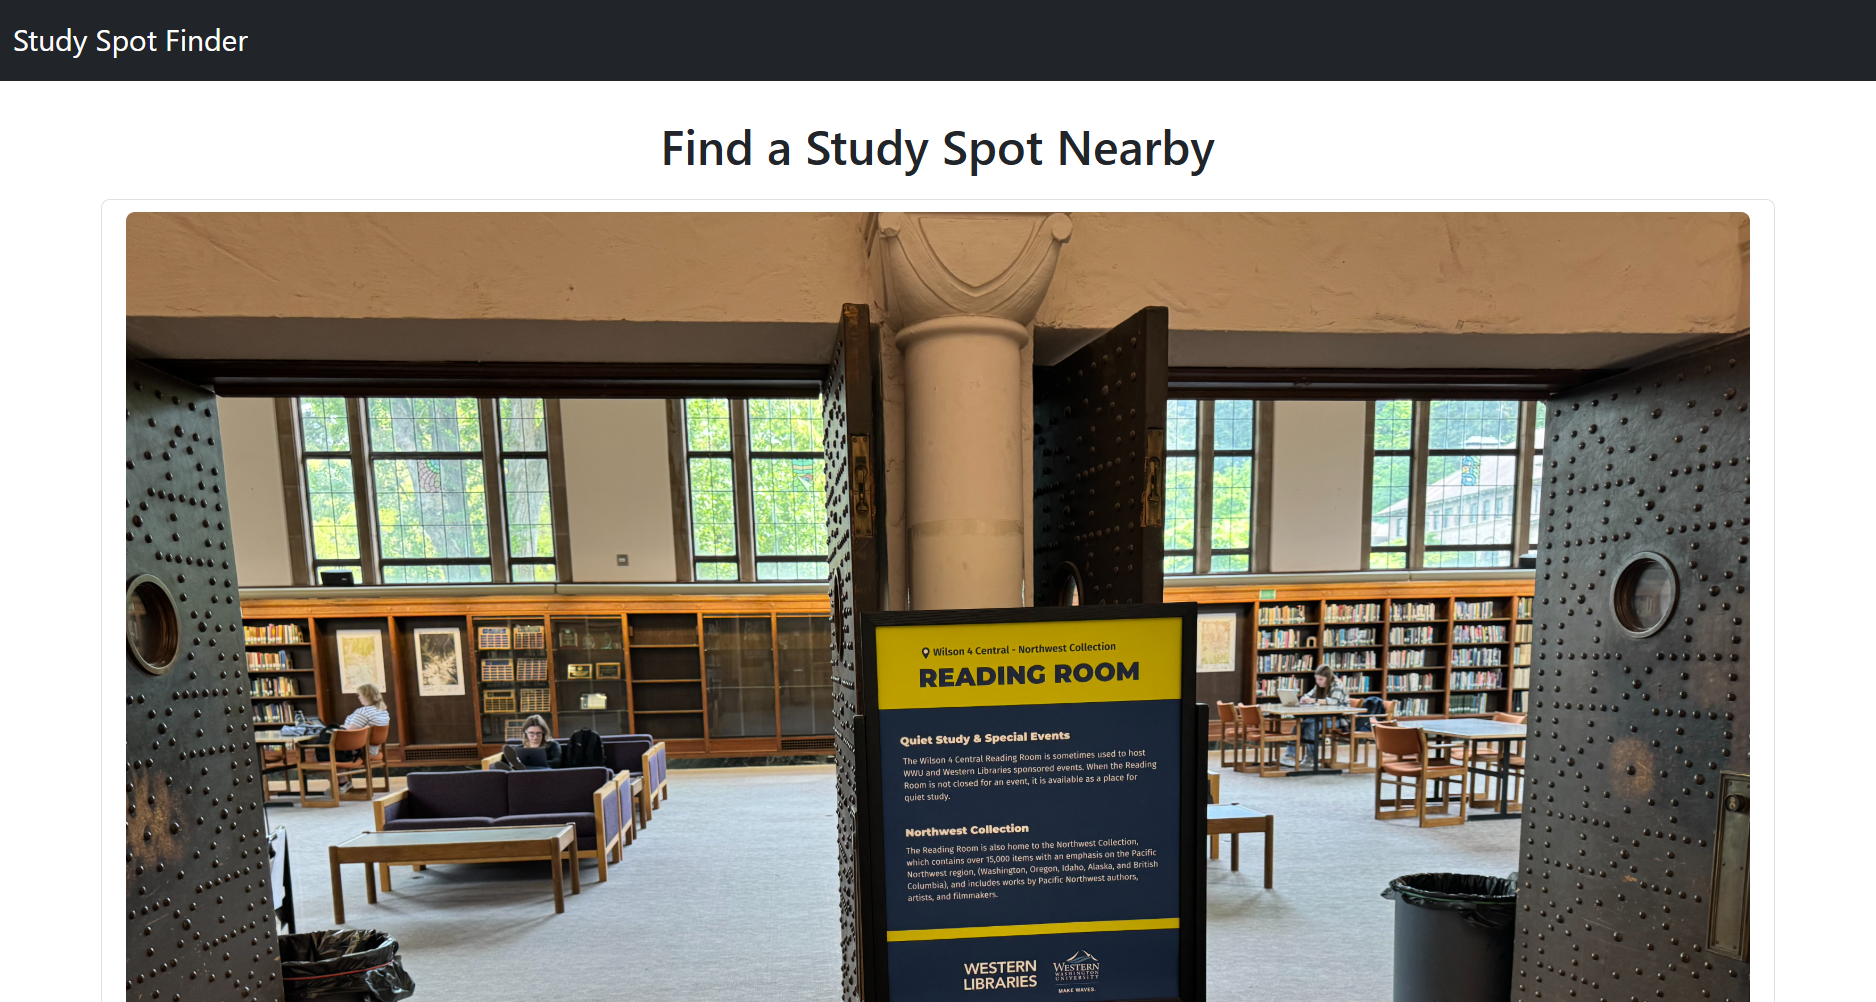 Study Spot Finder
Find a Study Spot Nearby
Wilson 4 Central - Northwest Collection
READING ROOM
Quiet Study & Special Events
The Wilson 4 Central Reading Room is sometimes used to host
WWU and Western Libraries sponsored events. When the Reading
Room is not closed for an event, it is available as a place for
quiet study.
Northwest Collection
The Reading Room is also home to the Northwest Collection,
which contains over 15,000 items with an emphasis on the Pacific
Northwest region, (Washington, Oregon, Idaho, Alaska, and British
Columbia), and includes works by Pacific Northwest authors,
artists, and filmmakers.
WESTERN
LIBRARIES
WESTERN
WASHINGTON
UNIVERSITY
MAKE WAVES.